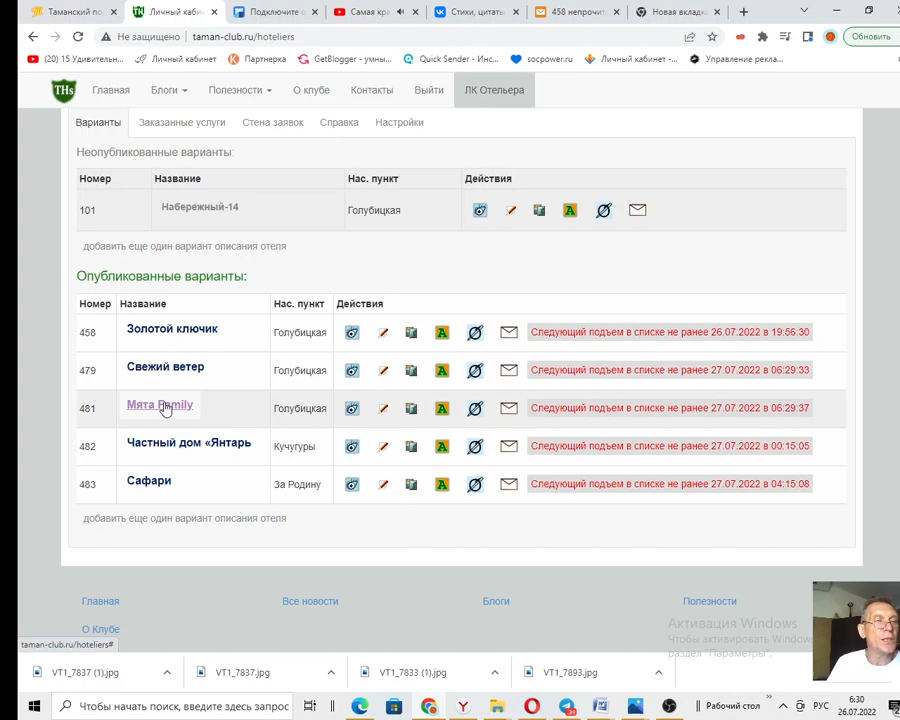 Таманский пол
Личный каби
Подключите о
Самая кра
Стихи, цитаты
458 непрочит
Новая вкладк
Не защищено
taman-club.ru/hoteliers
Обновить
(20) 15 Удивительн...
Личный кабинет
Партнерка
GetBlogger - умны...
Quick Sender - Инс...
socpower.ru
Личный кабинет -...
Управление рекла...
THs
Главная
Блоги
Полезности
О клубе
Контакты
Выйти
ЛК Отельера
Варианты
Заказанные услуги
Стена заявок
Справка
Настройки
Неопубликованные варианты:
Номер Название Нас. пункт Действия
101 Набережный-14 Голубицкая
добавить еще один вариант описания отеля
Опубликованные варианты:
Номер Название Нас. пункт Действия
458 Золотой ключик Голубицкая Следующий подъем в списке не ранее 26.07.2022 в 19:56:30
479 Свежий ветер Голубицкая Следующий подъем в списке не ранее 27.07.2022 в 06:29:33
481 Мята Family Голубицкая Следующий подъем в списке не ранее 27.07.2022 в 06:29:37
482 Частный дом «Янтарь Кучугуры Следующий подъем в списке не ранее 27.07.2022 в 00:15:05
483 Сафари За Родину Следующий подъем в списке не ранее 27.07.2022 в 04:15:08
добавить еще один вариант описания отеля
Главная
Все новости
Блоги
Полезности
О Клубе
Активация Windows
Чтобы активировать Windows
раздел "Параметры".
taman-club.ru/hoteliers#
VT1_7837 (1).jpg
VT1_7837.jpg
VT1_7833 (1).jpg
VT1_7893.jpg
Чтобы начать поиск, введите здесь запрос
Рабочий стол
РУС
6:30
26.07.2022